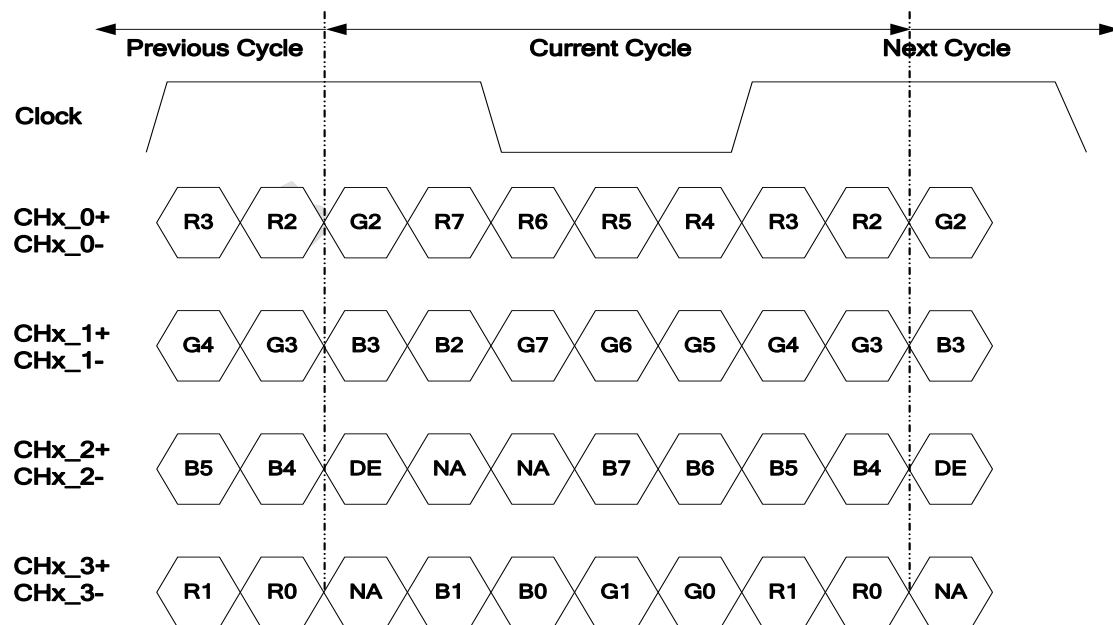 Previous Cycle Current Cycle Next Cycle
Clock
CHx_0+
CHx_0-
R3 R2 G2 R7 R6 R5 R4 R3 R2 G2
CHx_1+
CHx_1-
G4 G3 B3 B2 G7 G6 G5 G4 G3 B3
CHx_2+
CHx_2-
B5 B4 DE NA NA B7 B6 B5 B4 DE
CHx_3+
CHx_3-
R1 R0 NA B1 B0 G1 G0 R1 R0 NA